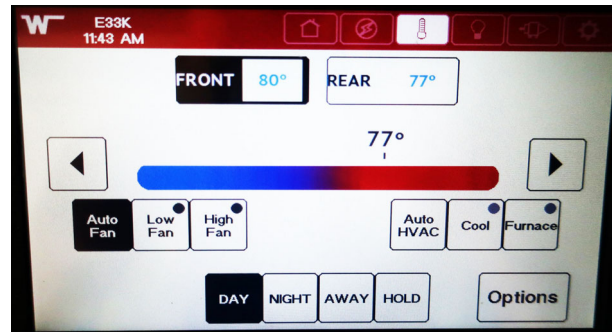 W E33K
11:43 AM
FRONT 80° REAR 77°
77°
Auto Fan
Low Fan
High Fan
Auto HVAC
Cool
Furnace
DAY NIGHT AWAY HOLD
Options